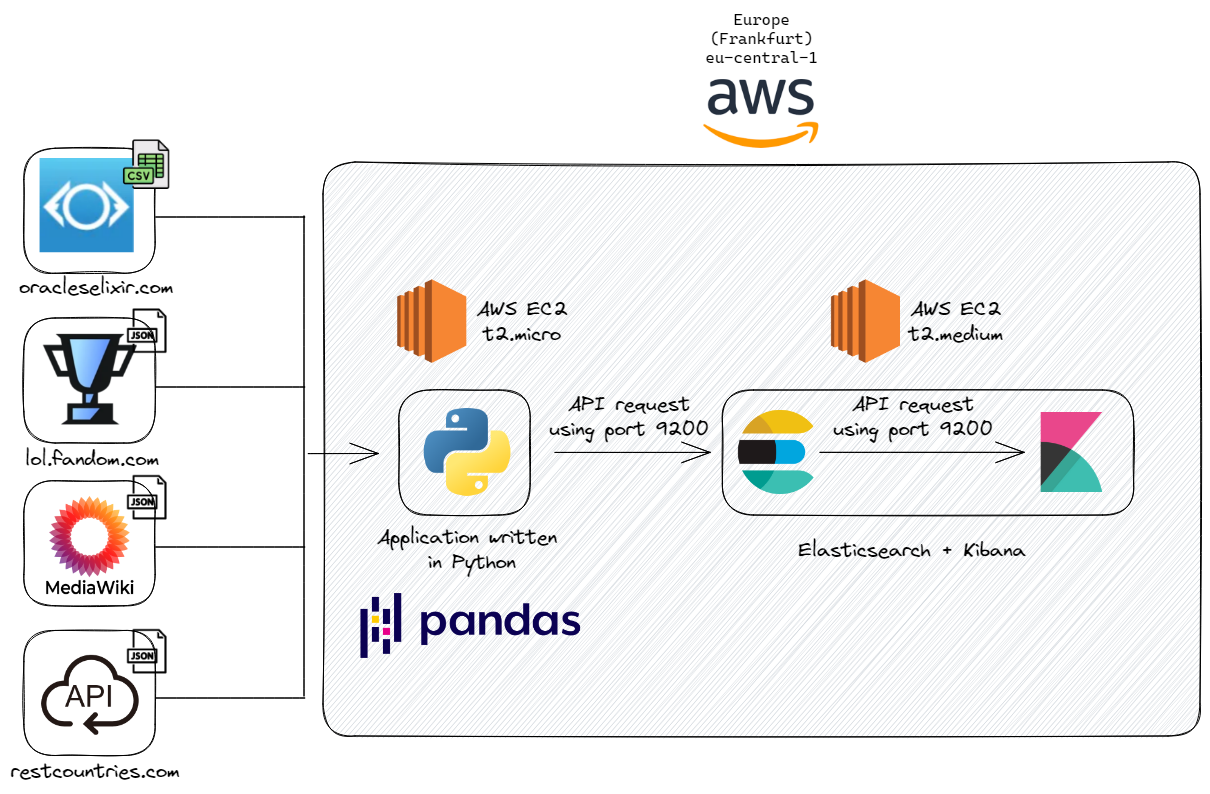 Europe
(Frankfurt)
eu-central-1
aws
CSV
oracleselixir.com
JSON
lol.fandom.com
JSON
MediaWiki
JSON
API
restcountries.com
AWS EC2
t2.micro
Application written
in Python
pandas
API request
using port 9200
AWS EC2
t2.medium
API request
using port 9200
Elasticsearch + Kibana